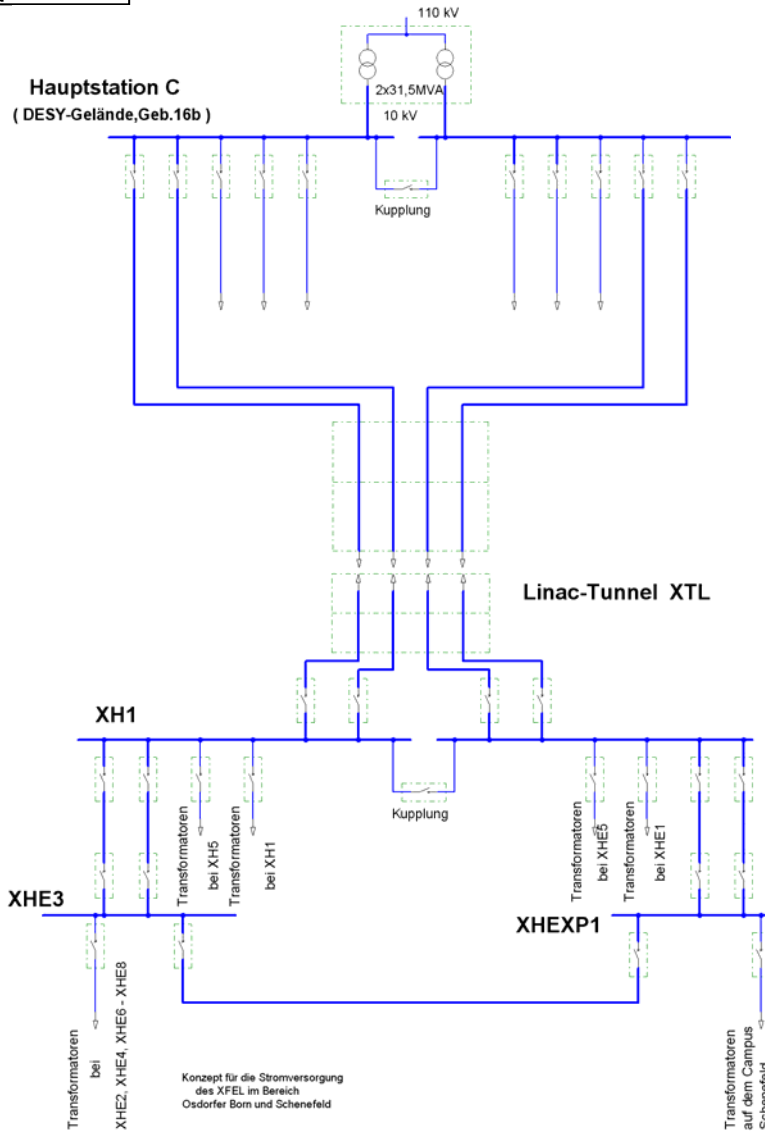 110 kV
Hauptstation C
( DESY-Gelände,Geb.16b )
2x31,5MVA
10 kV
Kupplung
Linac-Tunnel XTL
XH1
Kupplung
Transformatoren
bei XH5
Transformatoren
bei XH1
Transformatoren
bei XHE5
Transformatoren
bei XHE1
XHE3
XHEXP1
Transformatoren
bei
XHE2, XHE4, XHE6 - XHE8
Konzept für die Stromversorgung
des XFEL im Bereich
Osdorfer Born und Schenefeld
Transformatoren
auf dem Campus
Schenefeld